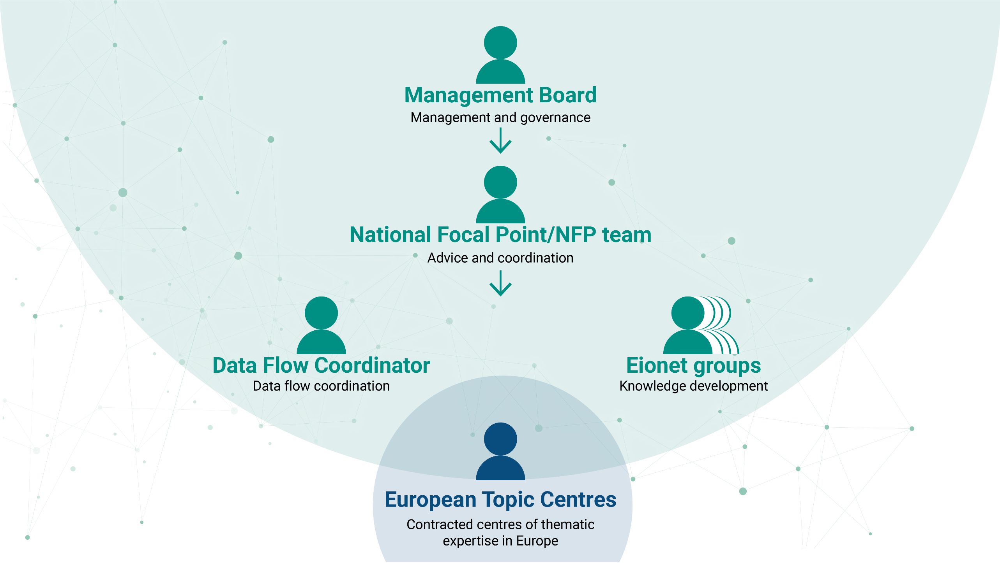 Management Board
Management and governance
National Focal Point/NFP team
Advice and coordination
Data Flow Coordinator
Data flow coordination
Eionet groups
Knowledge development
European Topic Centres
Contracted centres of thematic
expertise in Europe